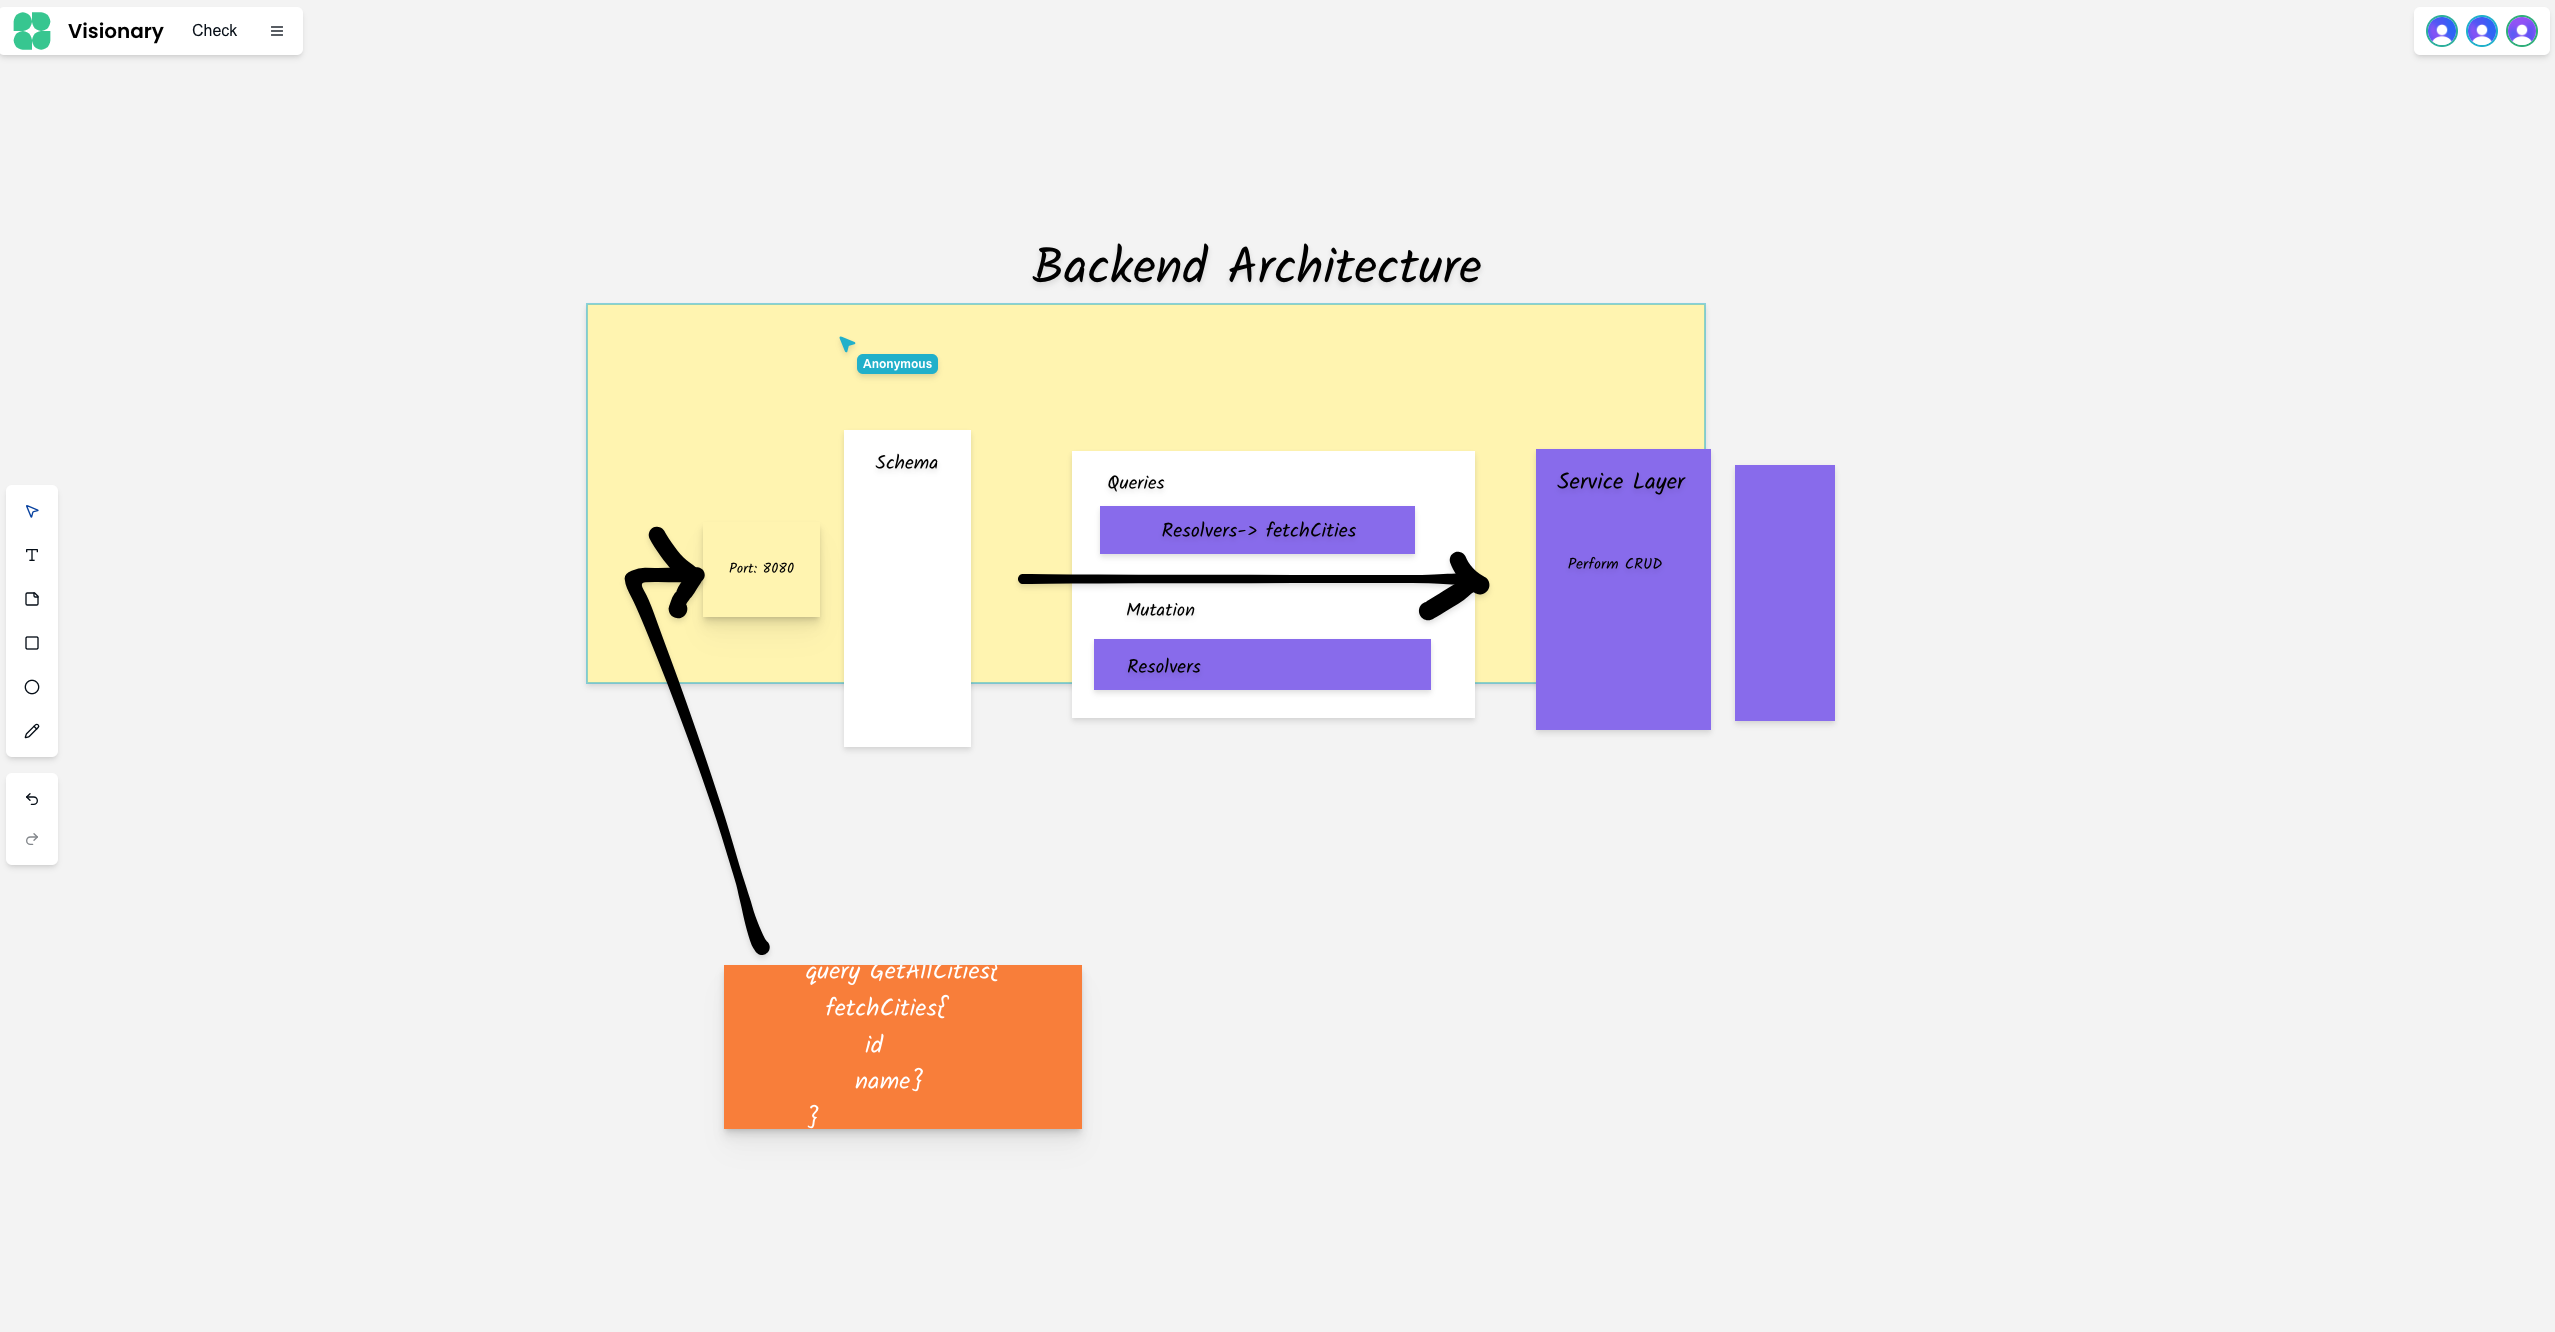 Visionary
Check
Backend Architecture
Anonymous
Schema
Queries
Service Layer
Resolvers-> fetchCities
Port: 8080
Perform CRUD
Mutation
Resolvers
query GetAllCities{
fetchCities{
id
name}
}